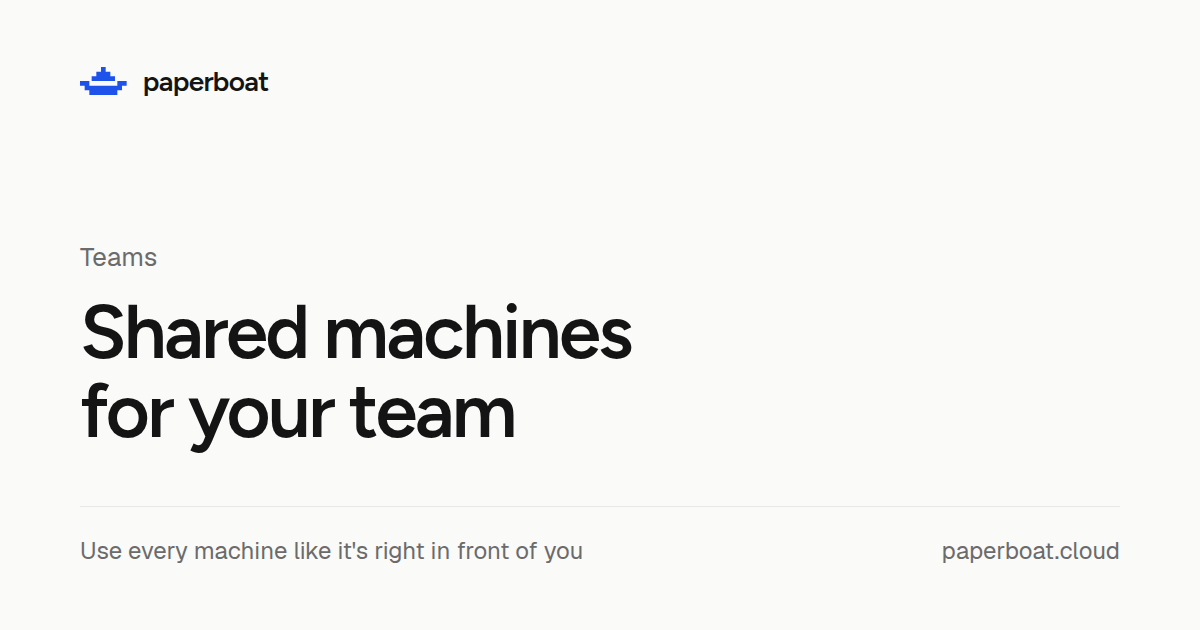 paperboat
Teams
Shared machines
for your team
Use every machine like it's right in front of you
paperboat.cloud